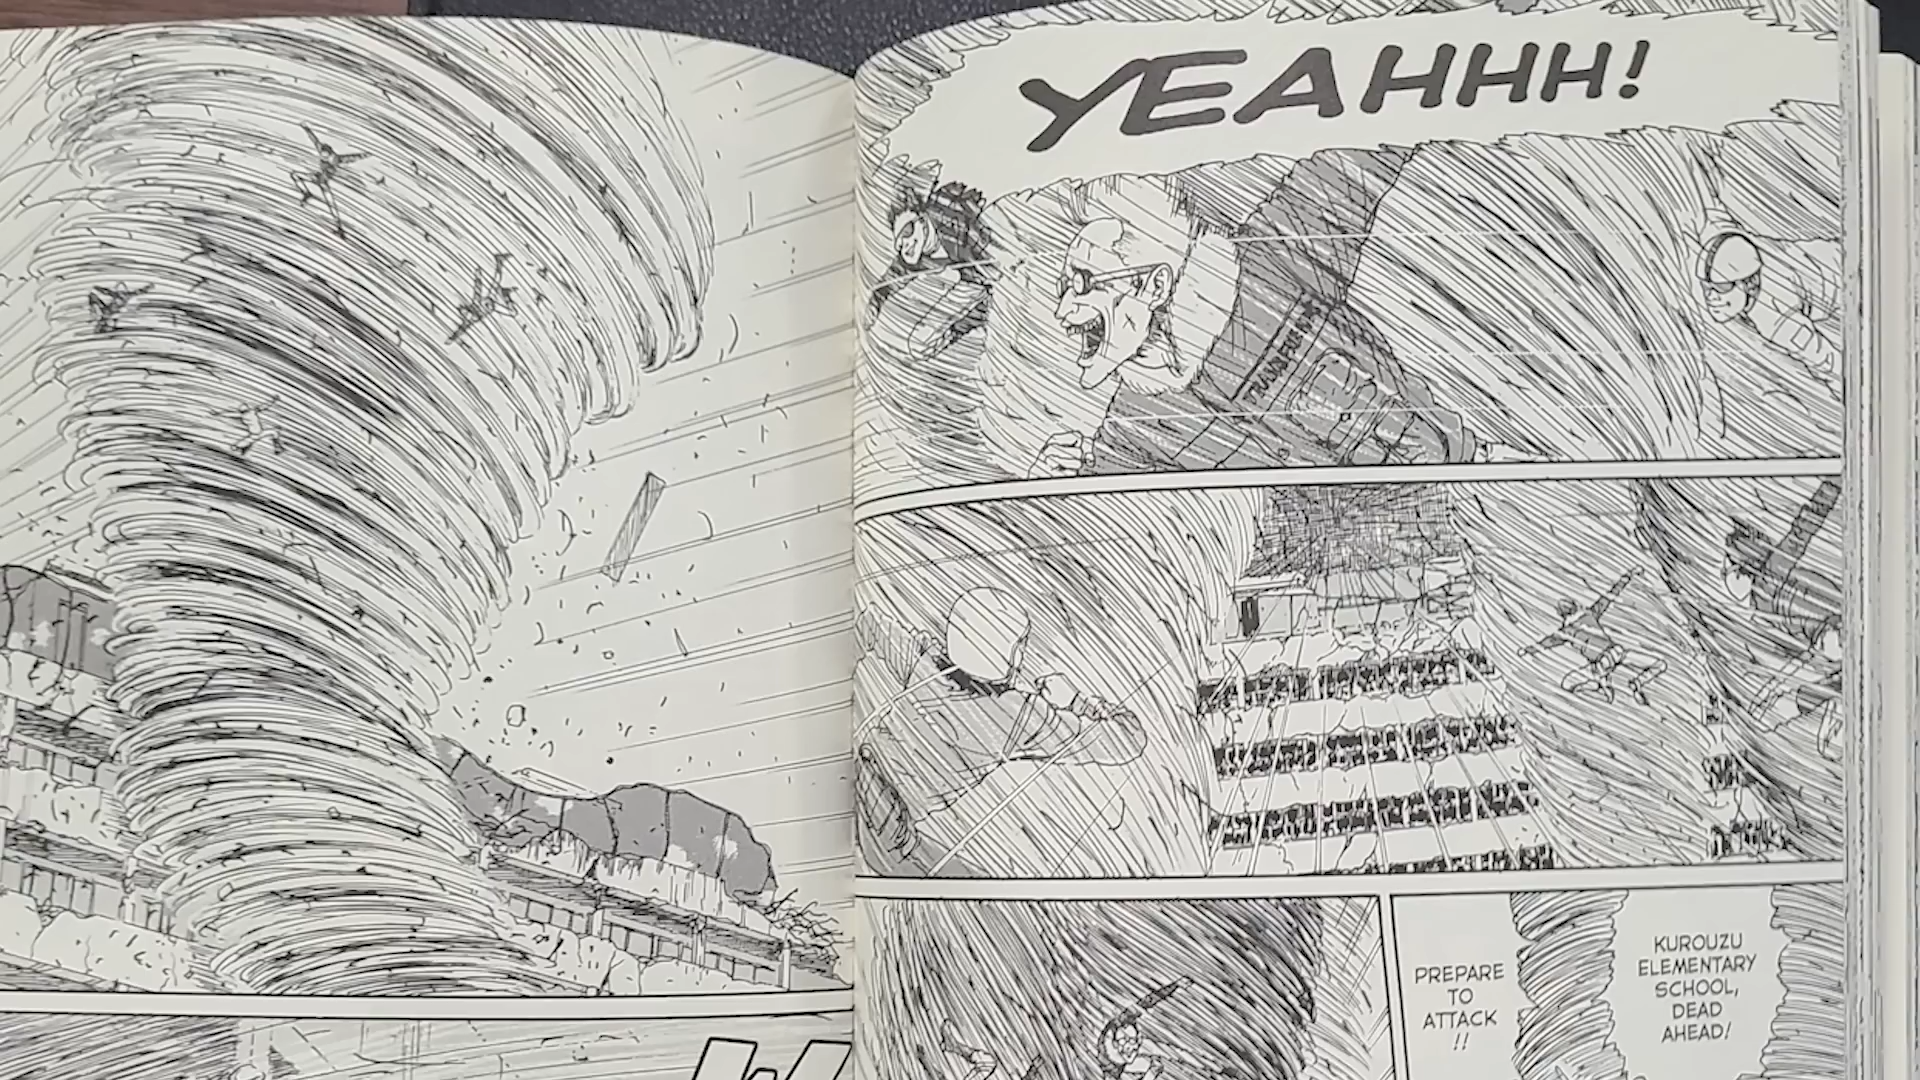 YEAHHH!
PREPARE
TO
ATTACK
!!
KUROUZU
ELEMENTARY
SCHOOL,
DEAD
AHEAD!